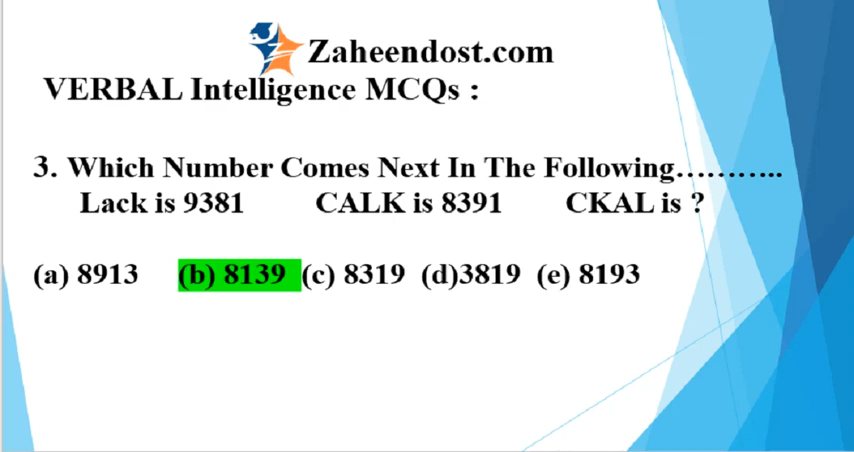 Zaheendost.com
VERBAL Intelligence MCQs :
3. Which Number Comes Next In The Following………..
Lack is 9381 CALK is 8391 CKAL is ?
(a) 8913 (b) 8139 (c) 8319 (d)3819 (e) 8193